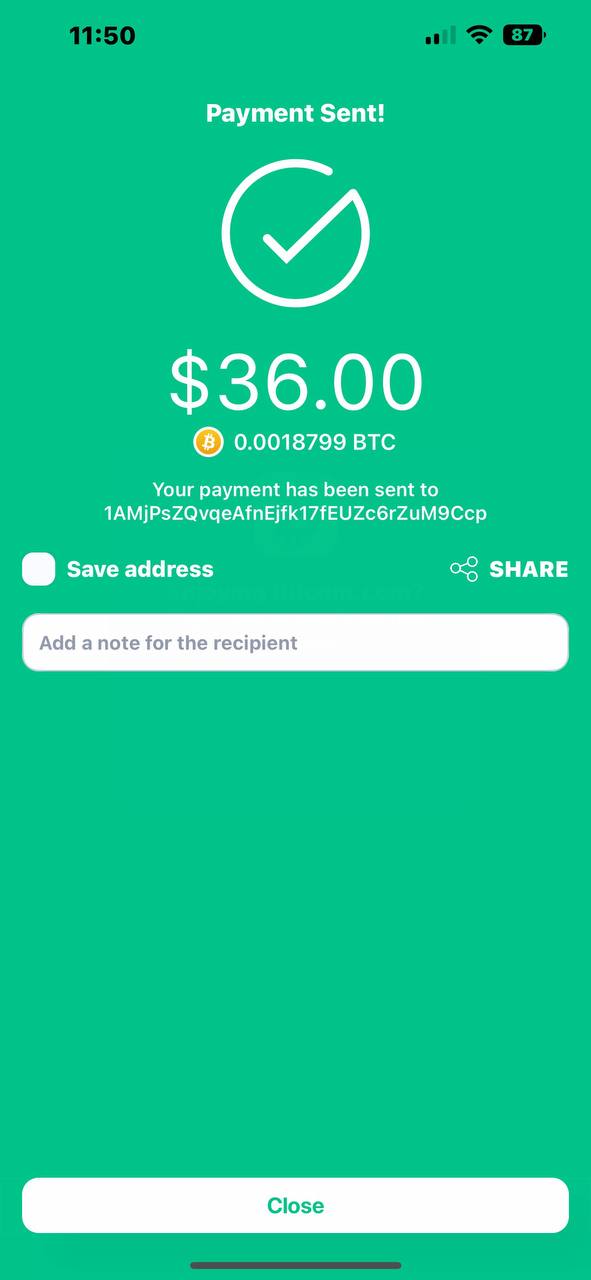 11:50
87
Payment Sent!
$36.00
0.0018799 BTC
Your payment has been sent to
1AMjPsZQvqeAfnEjfk17fEUZc6rZuM9Ccp
Save address
SHARE
Add a note for the recipient
Close